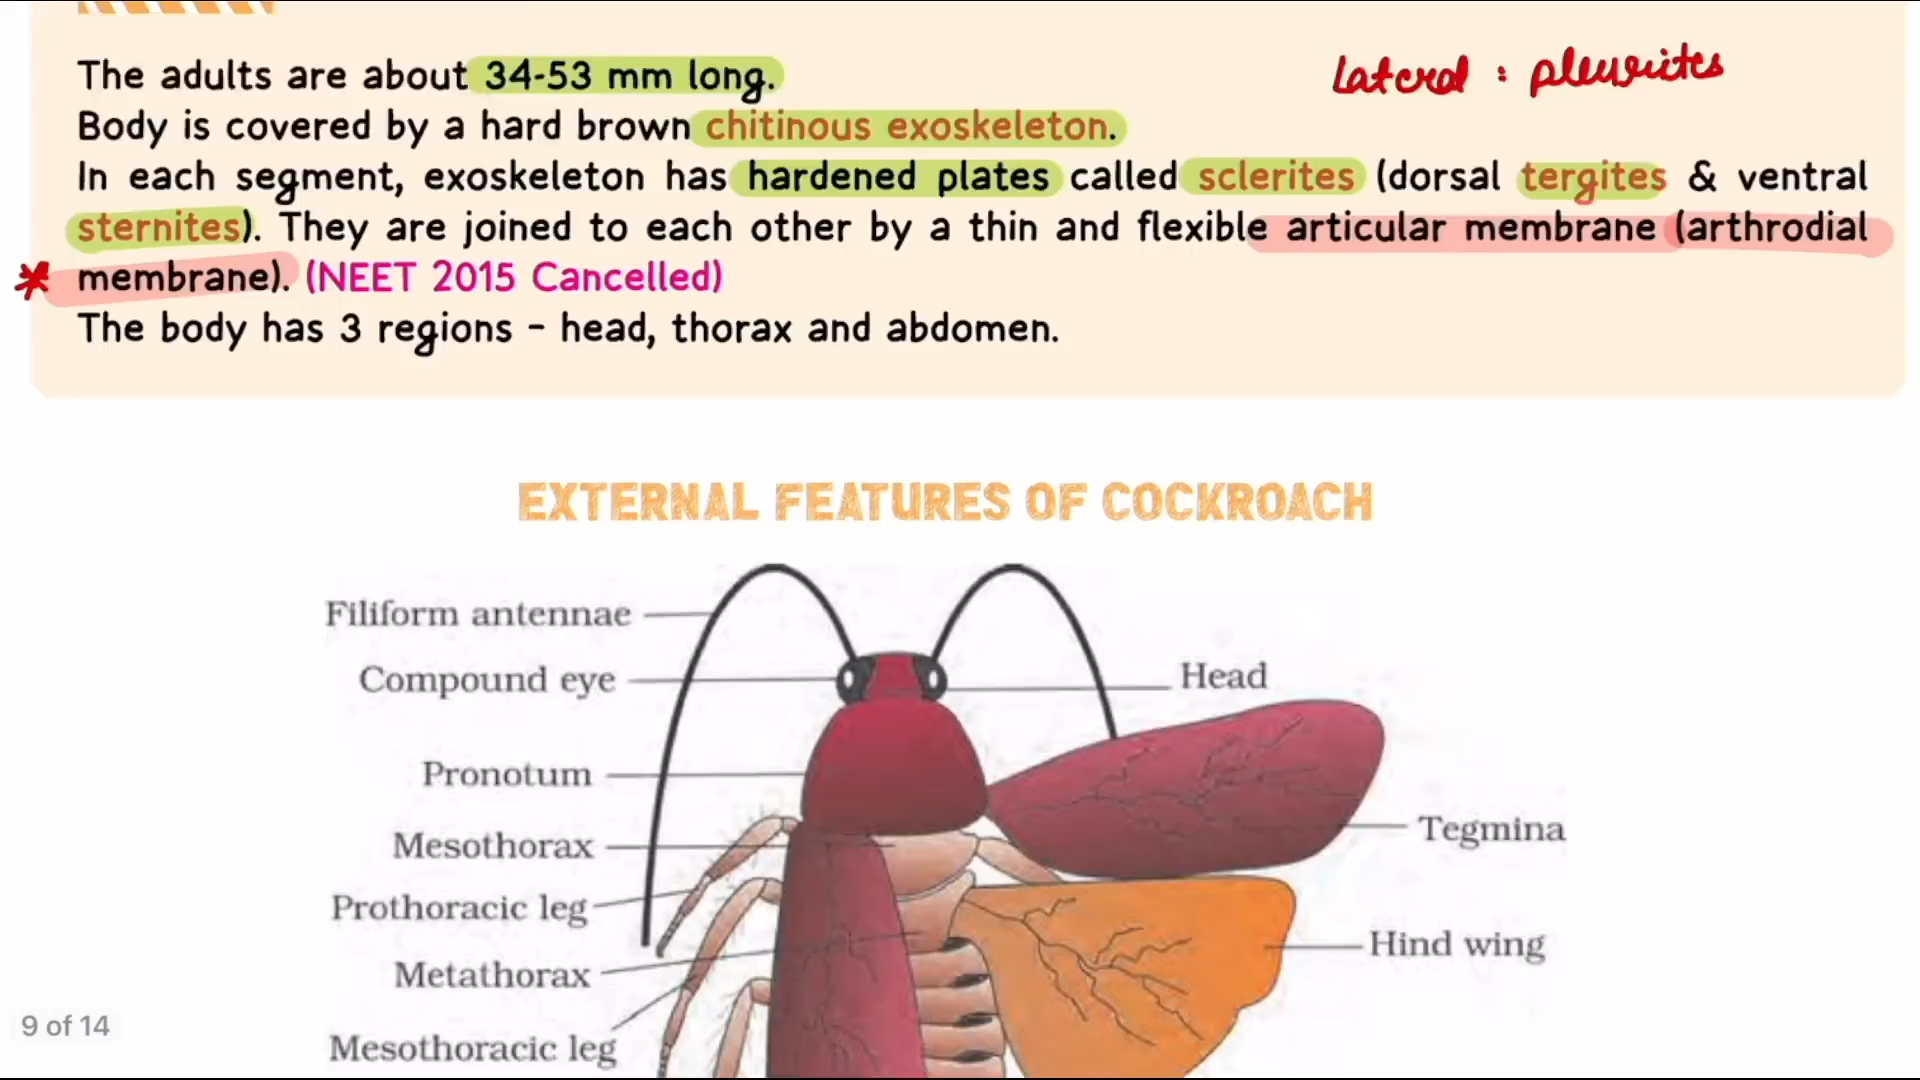 The adults are about 34-53 mm long.
Lateral : pleurites
Body is covered by a hard brown chitinous exoskeleton.
In each segment, exoskeleton has hardened plates called sclerites (dorsal tergites & ventral
sternites). They are joined to each other by a thin and flexible articular membrane (arthrodial
* membrane). (NEET 2015 Cancelled)
The body has 3 regions - head, thorax and abdomen.
EXTERNAL FEATURES OF COCKROACH
Filiform antennae
Compound eye
Head
Pronotum
Tegmina
Mesothorax
Prothoracic leg
Hind wing
Metathorax
Mesothoracic leg
9 of 14